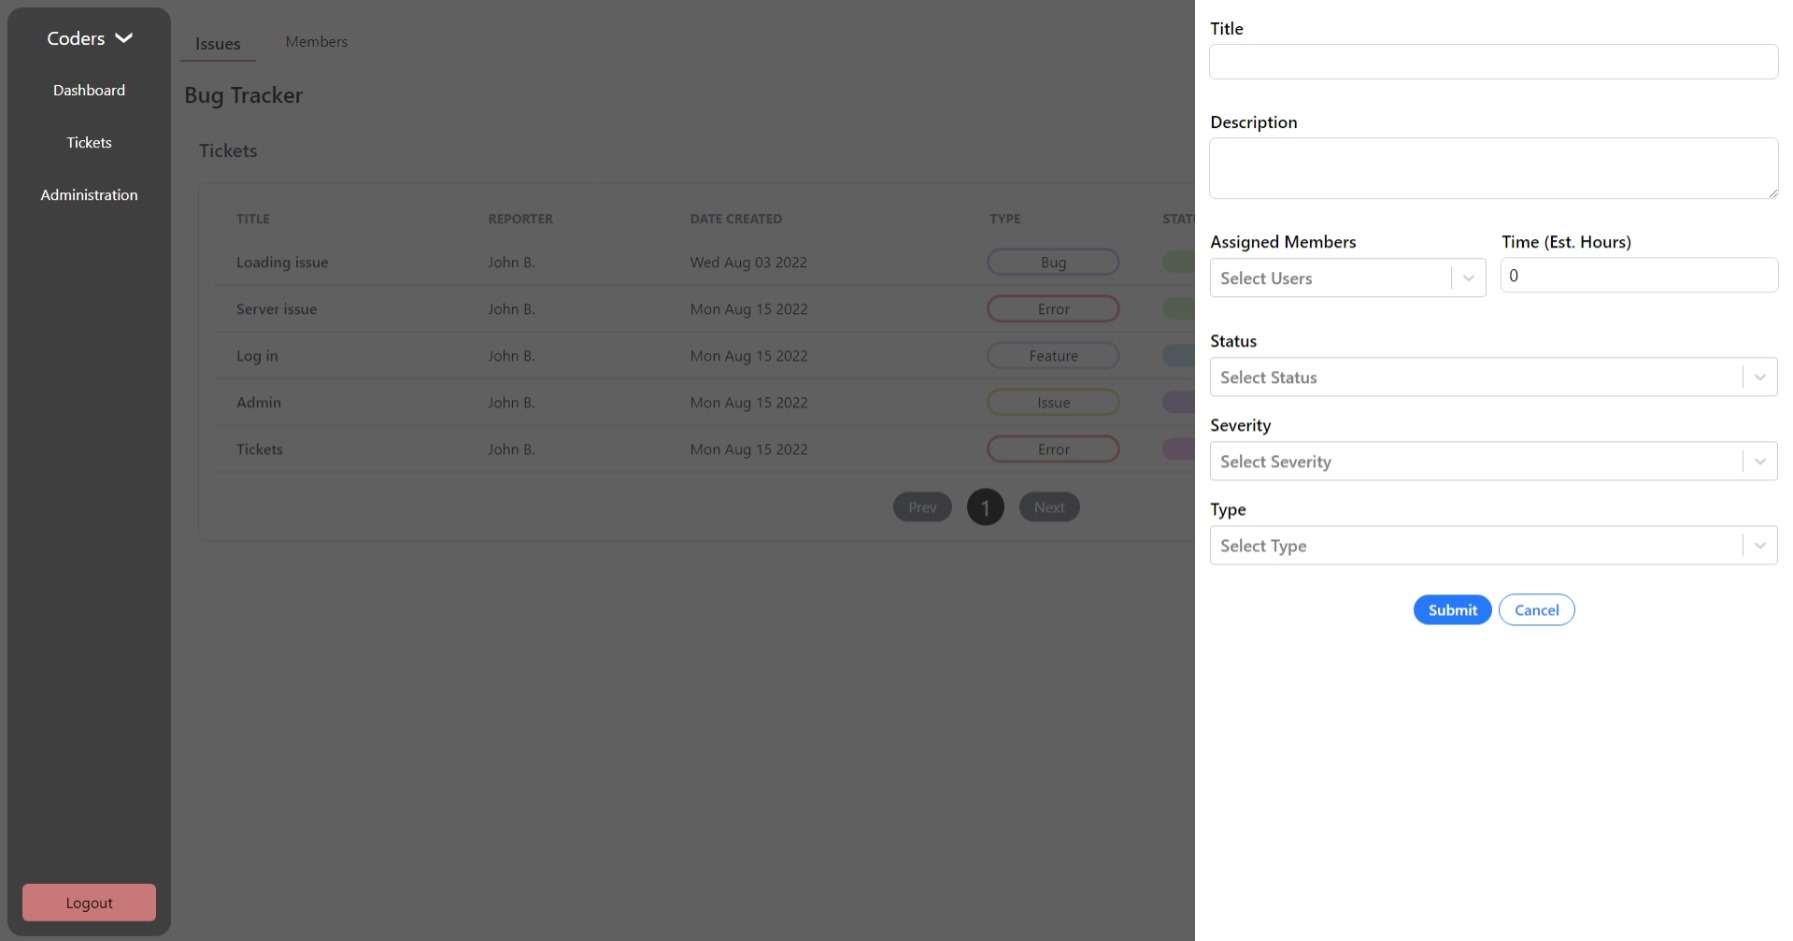 Coders
Dashboard
Tickets
Administration
Logout
Issues Members
Bug Tracker
Tickets
TITLE REPORTER DATE CREATED TYPE
Loading issue John B. Wed Aug 03 2022 Bug
Server issue John B. Mon Aug 15 2022 Error
Log in John B. Mon Aug 15 2022 Feature
Admin John B. Mon Aug 15 2022 Issue
Tickets John B. Mon Aug 15 2022 Error
Prev 1 Next
Title
Description
Assigned Members Time (Est. Hours)
Select Users 0
Status
Select Status
Severity
Select Severity
Type
Select Type
Submit Cancel